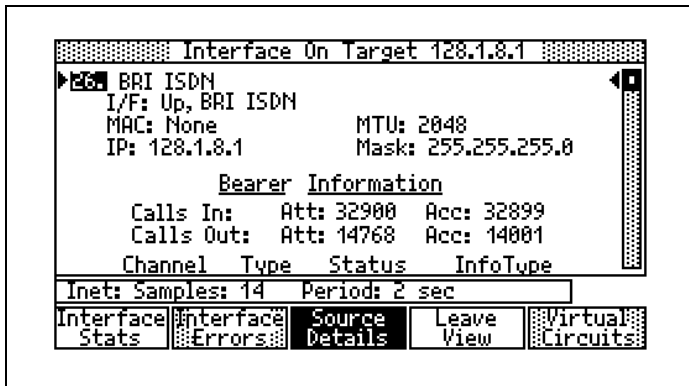 Interface On Target 128.1.8.1
26. BRI ISDN
I/F: Up, BRI ISDN
MAC: None MTU: 2048
IP: 128.1.8.1 Mask: 255.255.255.0
Bearer Information
Calls In: Att: 32900 Acc: 32899
Calls Out: Att: 14768 Acc: 14001
Channel Type Status InfoType
Inet: Samples: 14 Period: 2 sec
Interface Stats
Interface Errors
Source Details
Leave View
Virtual Circuits